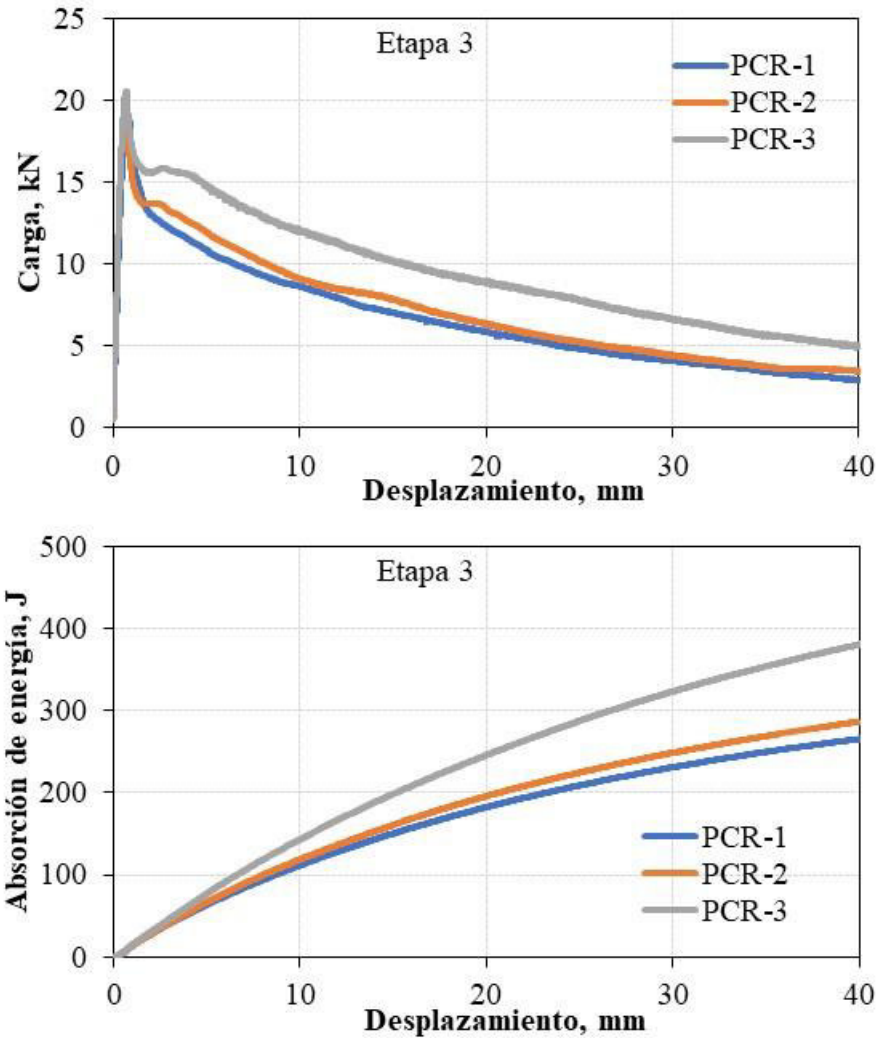 Etapa 3
PCR-1
PCR-2
PCR-3
Carga, kN
25
20
15
10
5
0
0 10 20 30 40
Desplazamiento, mm
Etapa 3
PCR-1
PCR-2
PCR-3
Absorción de energía, J
500
400
300
200
100
0
0 10 20 30 40
Desplazamiento, mm